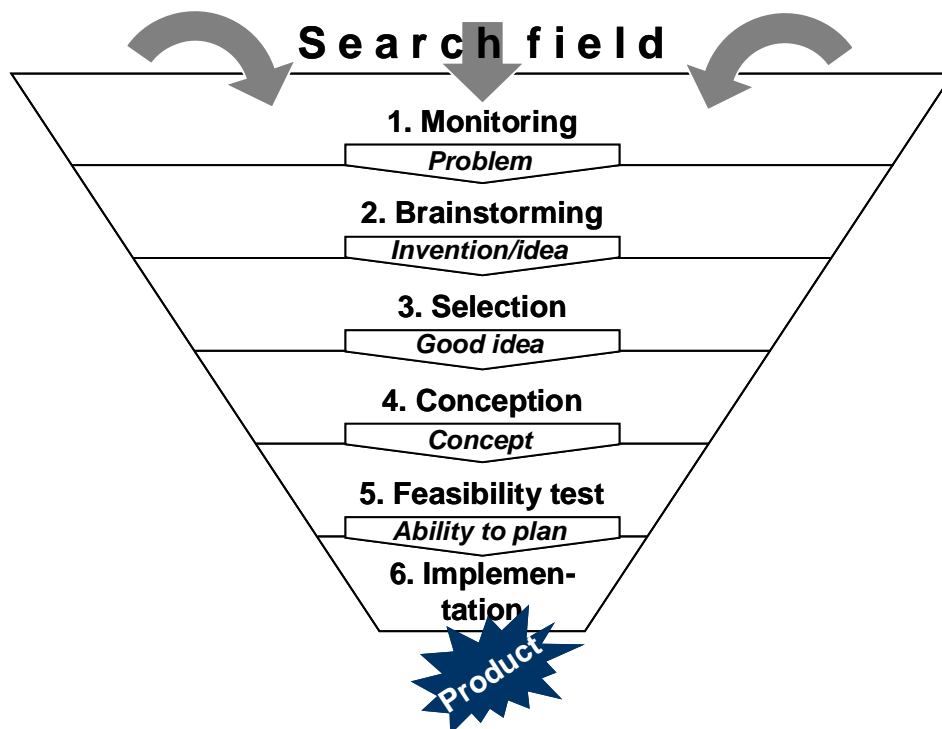 Search field
1. Monitoring
Problem
2. Brainstorming
Invention/idea
3. Selection
Good idea
4. Conception
Concept
5. Feasibility test
Ability to plan
6. Implemen-
tation
Product